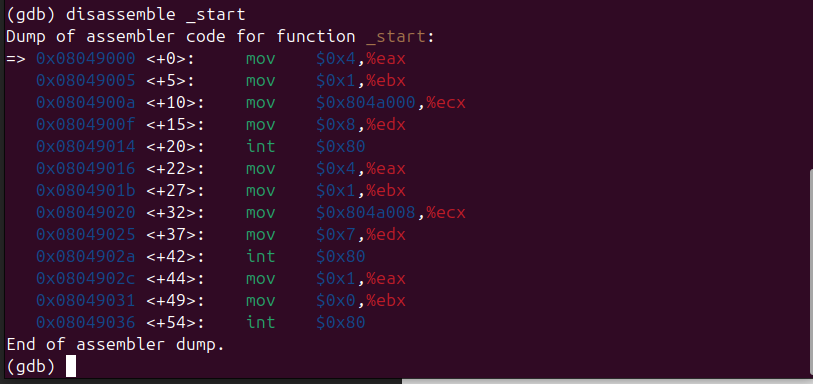 (gdb) disassemble _start
Dump of assembler code for function _start:
=> 0x08049000 <+0>:     mov    $0x4,%eax
   0x08049005 <+5>:     mov    $0x1,%ebx
   0x0804900a <+10>:    mov    $0x804a000,%ecx
   0x0804900f <+15>:    mov    $0x8,%edx
   0x08049014 <+20>:    int    $0x80
   0x08049016 <+22>:    mov    $0x4,%eax
   0x0804901b <+27>:    mov    $0x1,%ebx
   0x08049020 <+32>:    mov    $0x804a008,%ecx
   0x08049025 <+37>:    mov    $0x7,%edx
   0x0804902a <+42>:    int    $0x80
   0x0804902c <+44>:    mov    $0x1,%eax
   0x08049031 <+49>:    mov    $0x0,%ebx
   0x08049036 <+54>:    int    $0x80
End of assembler dump.
(gdb)